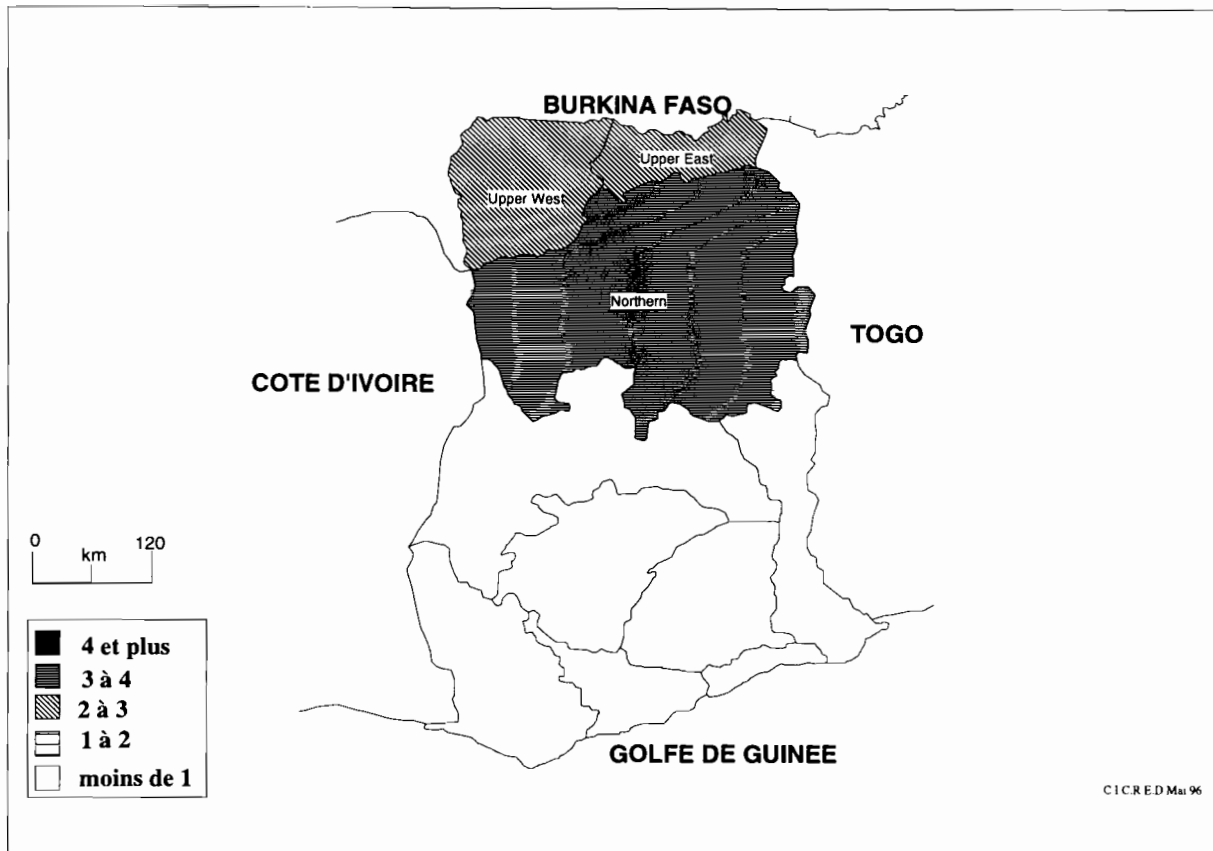 BURKINA FASO
Upper East
Upper West
Northern
TOGO
COTE D'IVOIRE
0 120
km
4 et plus
3 à 4
2 à 3
1 à 2
moins de 1
GOLFE DE GUINEE
C I C.R E.D Mai 96